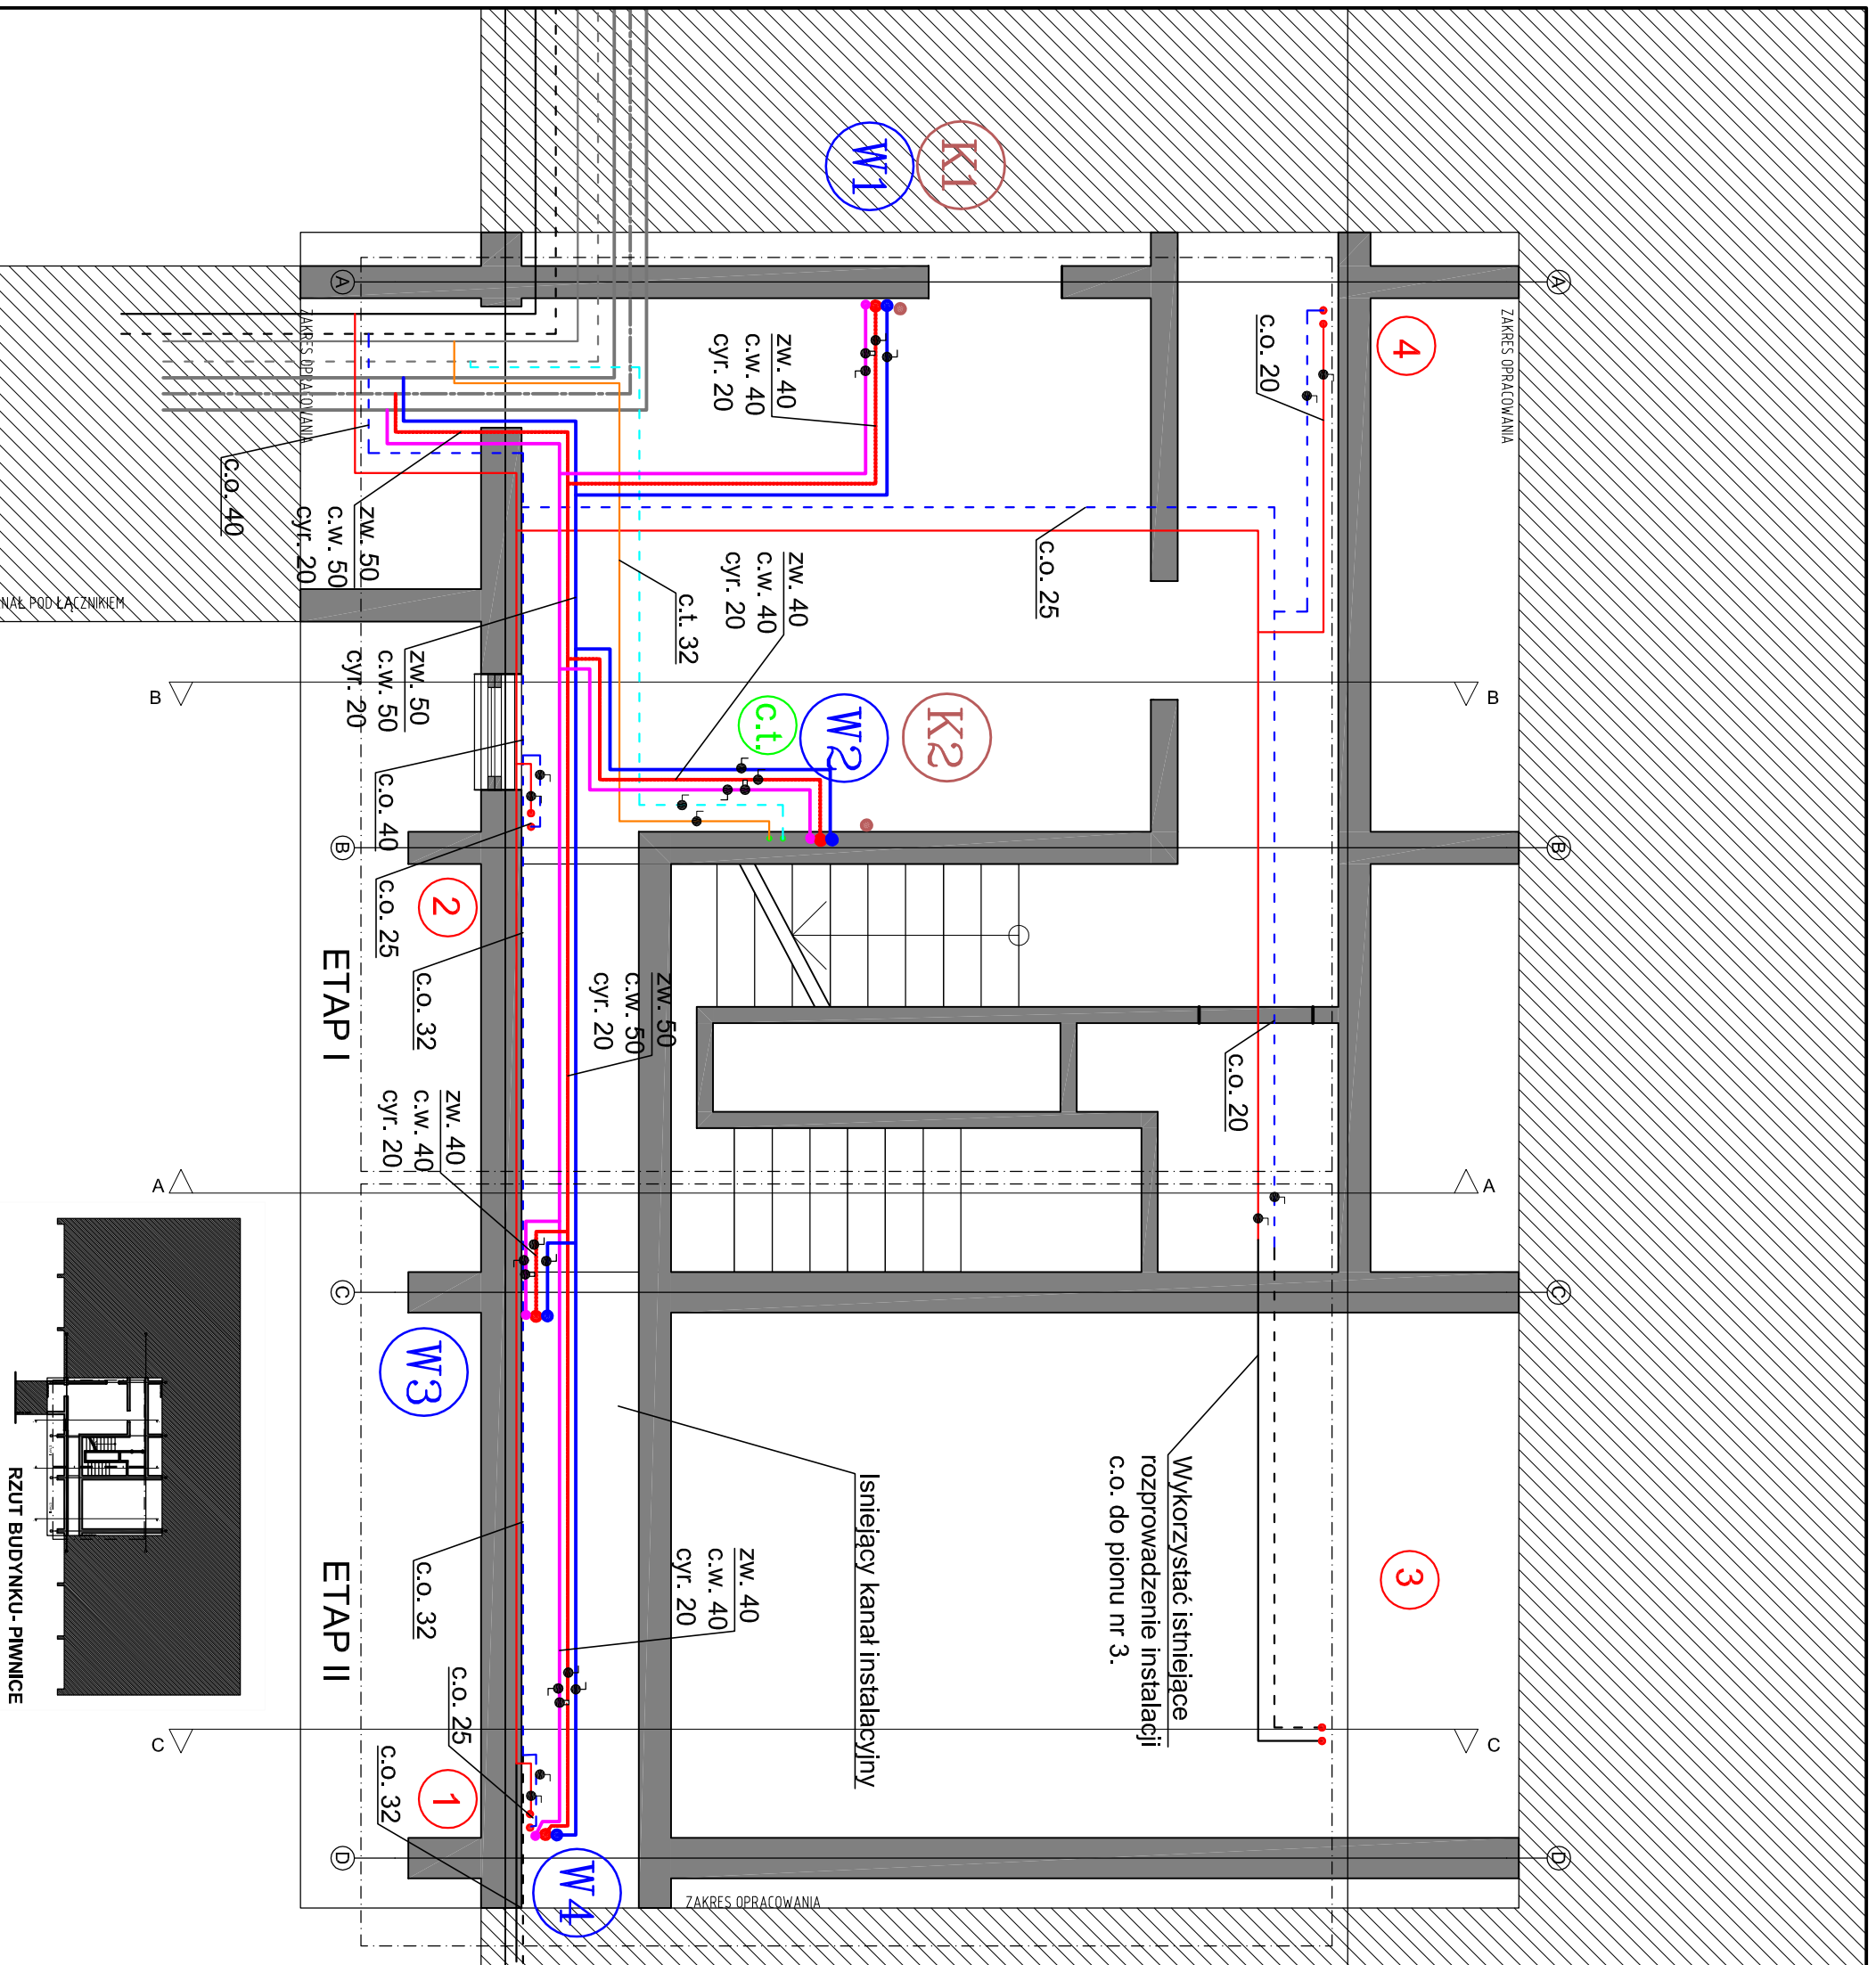 K1
W1
A
A
ZAKRES OPRACOWANIA
ZAKRES OPRACOWANIA
4
c.o. 20
zw. 40
c.w. 40
cyr. 20
c.o. 40
zw. 50
c.w. 50
cyr. 20
NAŁ POD ŁĄCZNIKIEM
c.o. 25
zw. 40
c.w. 40
cyr. 20
c.t. 32
zw. 50
c.w. 50
cyr. 20
B
B
K2
W2
c.t.
c.o. 40
B
B
c.o. 25
2
c.o. 32
ETAP I
zw. 50
c.w. 50
cyr. 20
c.o. 20
zw. 40
c.w. 40
cyr. 20
A
A
C
C
W3
Wykorzystać istniejące
rozprowadzenie instalacji
c.o. do pionu nr 3.
Isniejący kanał instalacyjny
3
zw. 40
c.w. 40
cyr. 20
c.o. 32
ETAP II
c.o. 25
C
C
c.o. 32
1
D
D
W4
ZAKRES OPRACOWANIA
RZUT BUDYNKU- PIWNICE